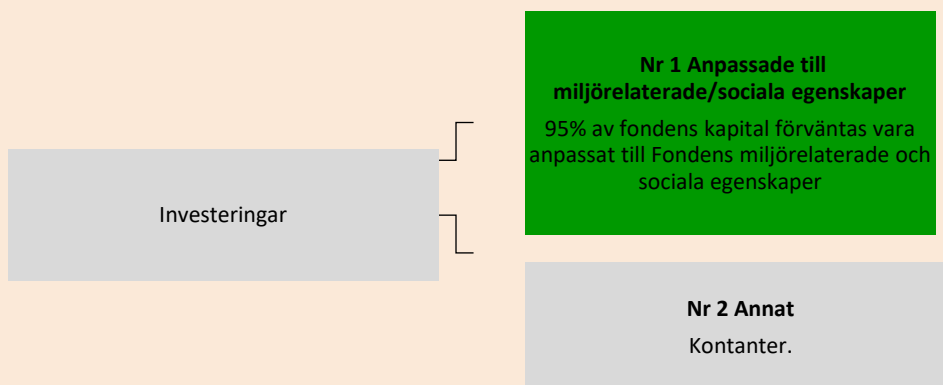 Nr 1 Anpassade till
miljörelaterade/sociala egenskaper
95% av fondens kapital förväntas vara
anpassat till Fondens miljörelaterade och
sociala egenskaper
Investeringar
Nr 2 Annat
Kontanter.